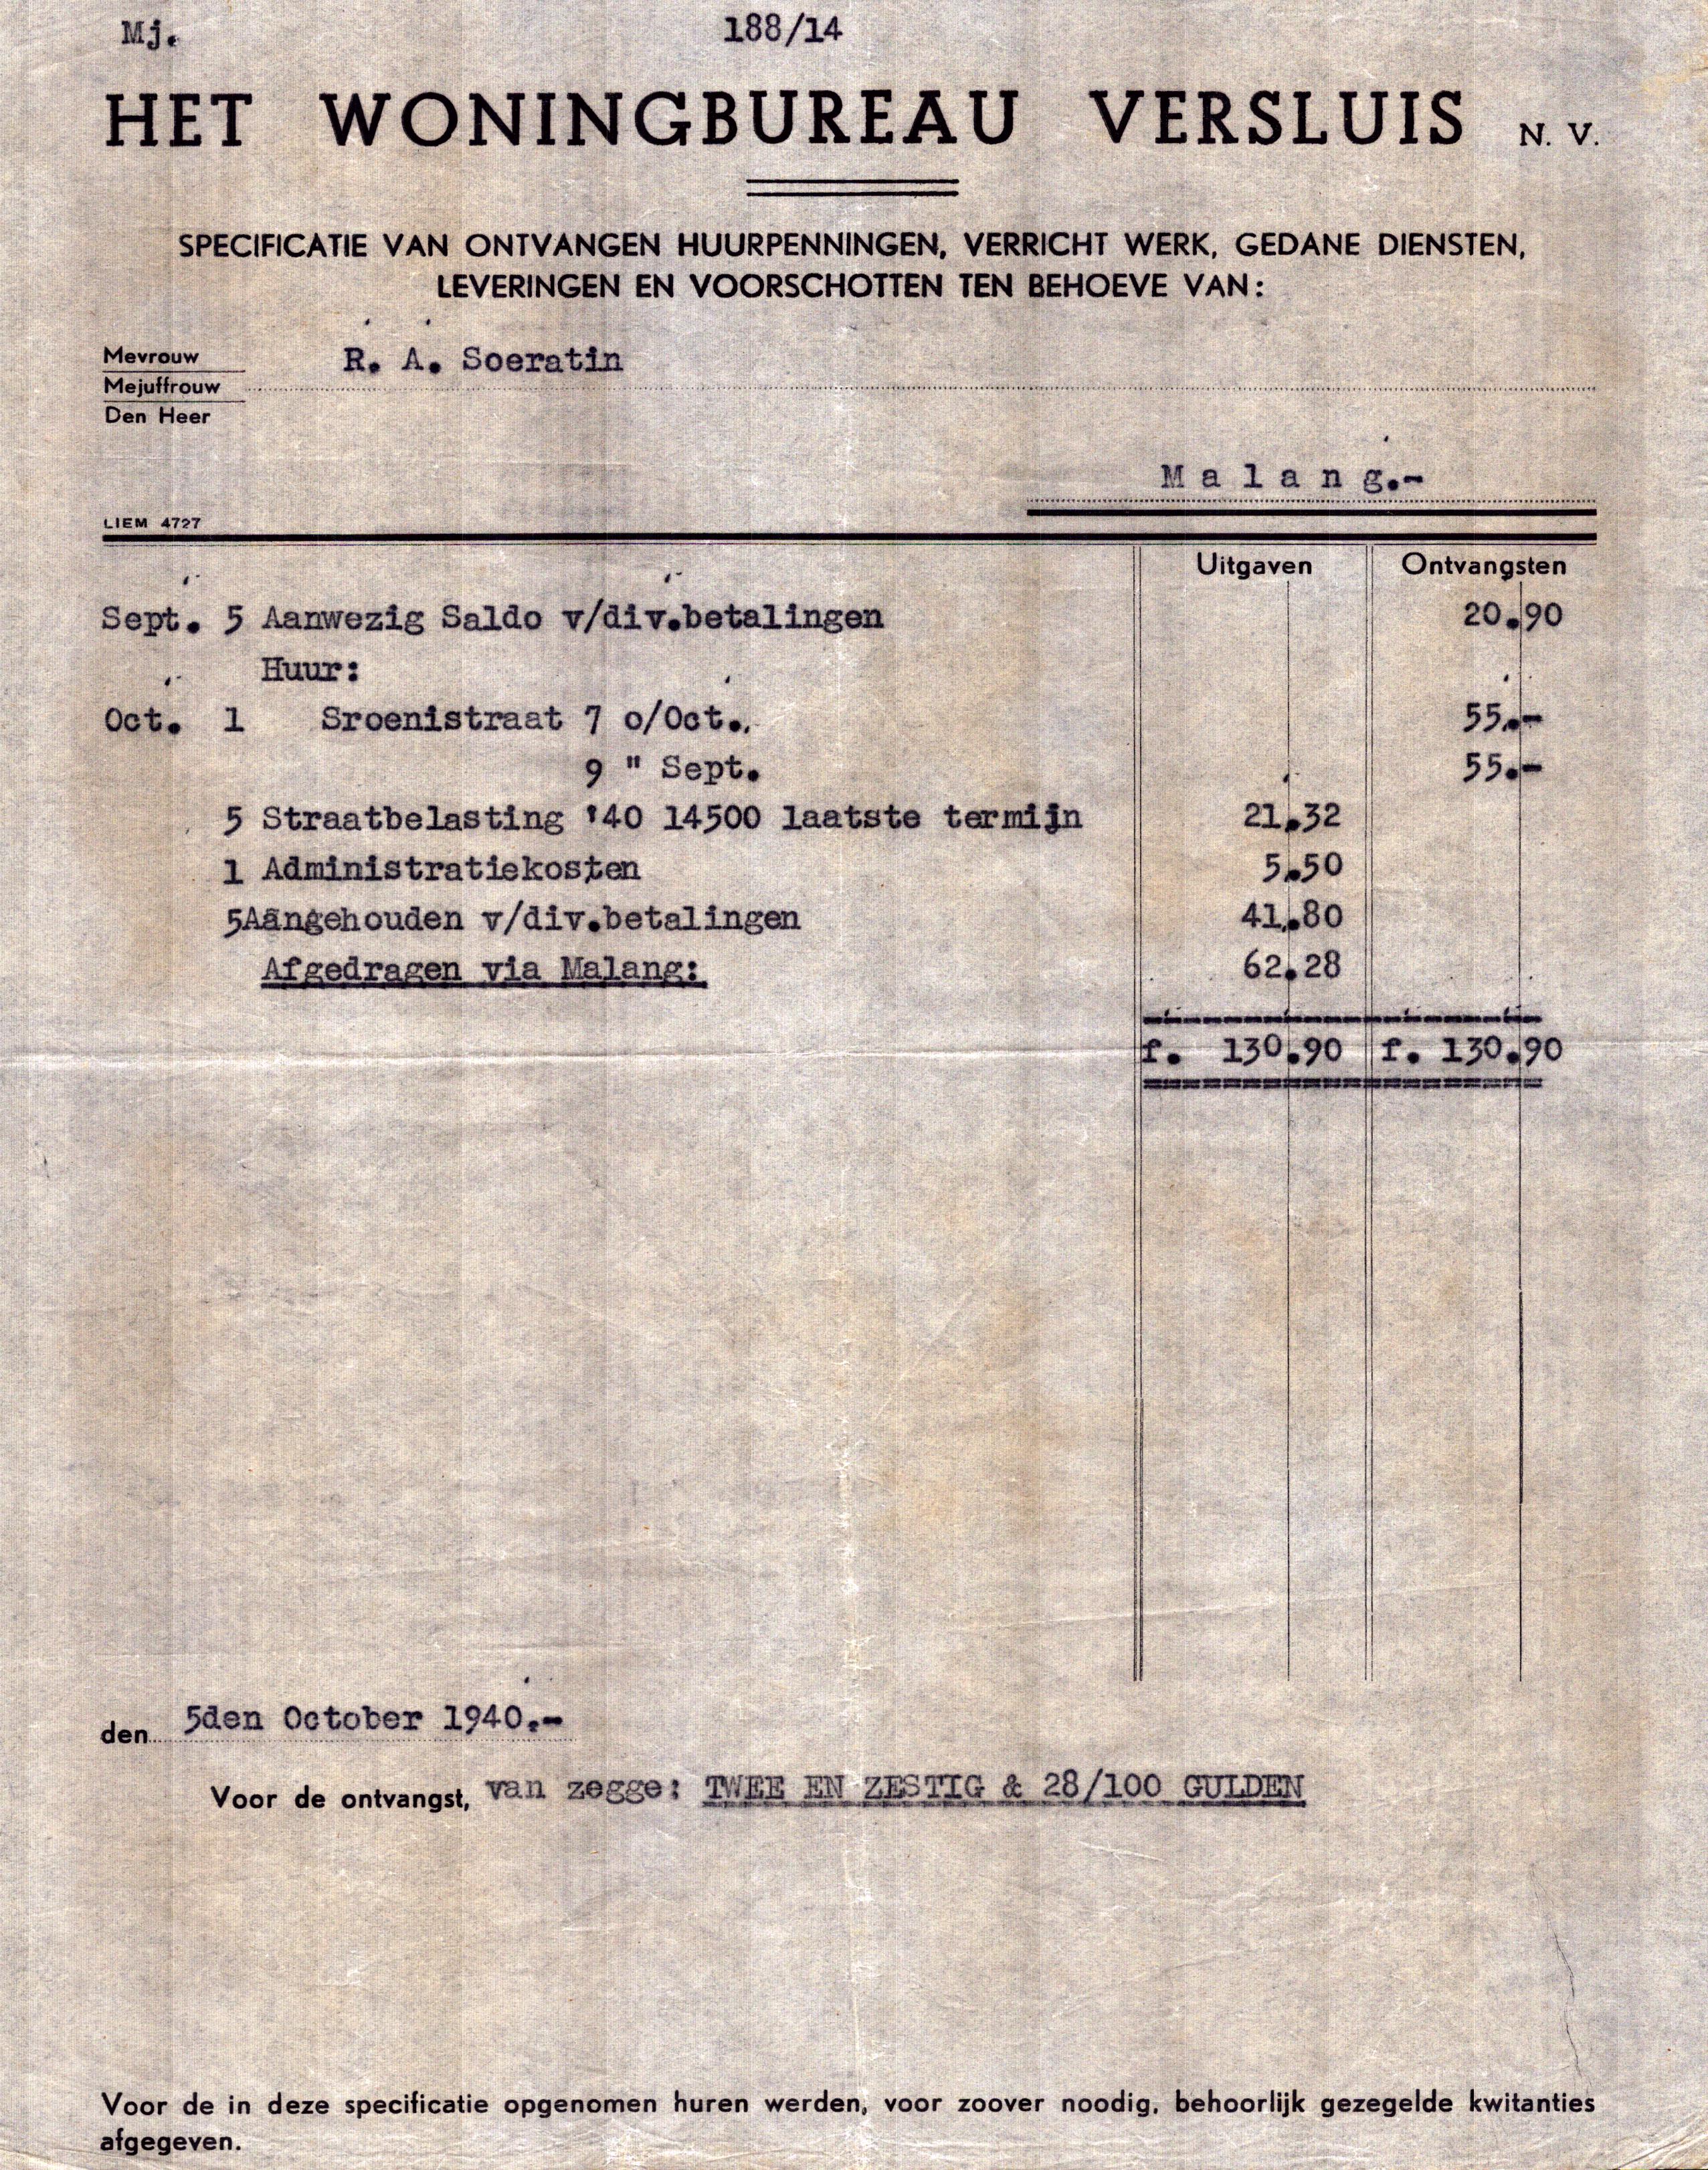 Mj. 188/14
HET WONINGBUREAU VERSLUIS N. V.
SPECIFICATIE VAN ONTVANGEN HUURPENNINGEN, VERRICHT WERK, GEDANE DIENSTEN,
LEVERINGEN EN VOORSCHOTTEN TEN BEHOEVE VAN:
Mevrouw R. A. Soeratin
Mejuffrouw
Den Heer
Malang.-
LIEM 4727
Uitgaven Ontvangsten
Sept. 5 Aanwezig Saldo v/div.betalingen 20.90
Huur:
Oct. 1 Sroenistraat 7 o/Oct. 55.-
9 " Sept. 55.-
5 Straatbelasting '40 14500 laatste termijn 21.32
1 Administratiekosten 5.50
5 Aangehouden v/div.betalingen 41.80
Afgedragen via Malang: 62.28
f. 130.90 f. 130.90
den 5den October 1940.-
Voor de ontvangst, van zegge: TWEE EN ZESTIG & 28/100 GULDEN
Voor de in deze specificatie opgenomen huren werden, voor zoover noodig, behoorlijk gezegelde kwitanties
afgegeven.